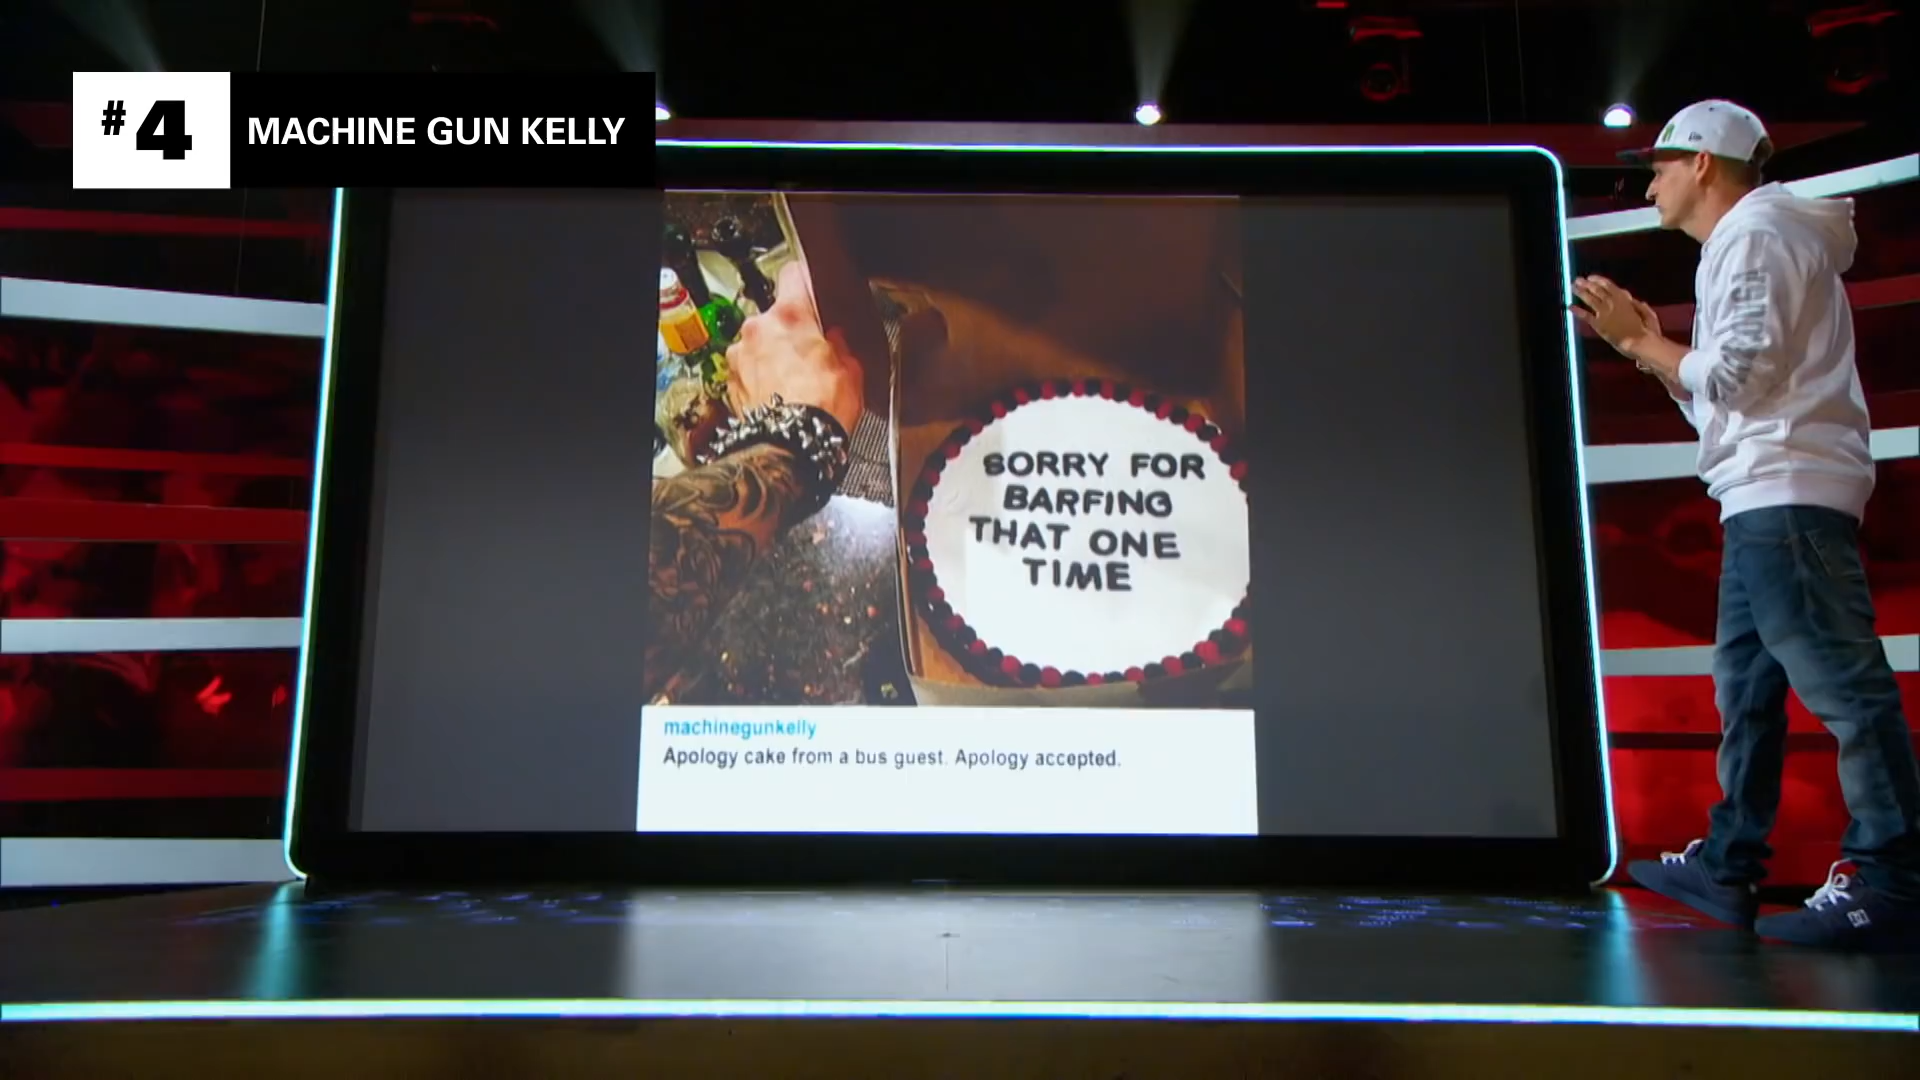 #4 MACHINE GUN KELLY
SORRY FOR
BARFING
THAT ONE
TIME
machinegunkelly
Apology cake from a bus guest. Apology accepted.